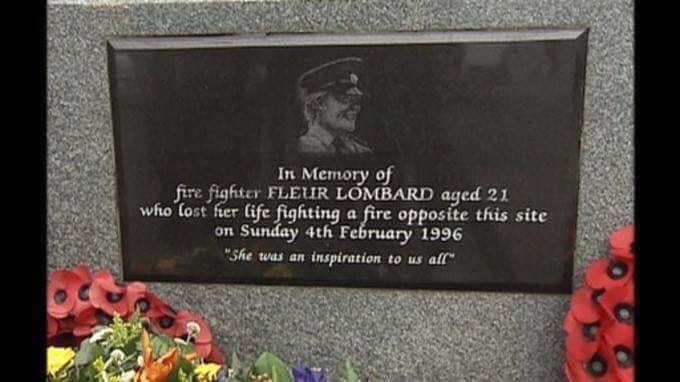 In Memory of
fire fighter FLEUR LOMBARD aged 21
who lost her life fighting a fire opposite this site
on Sunday 4th February 1996
"She was an inspiration to us all"